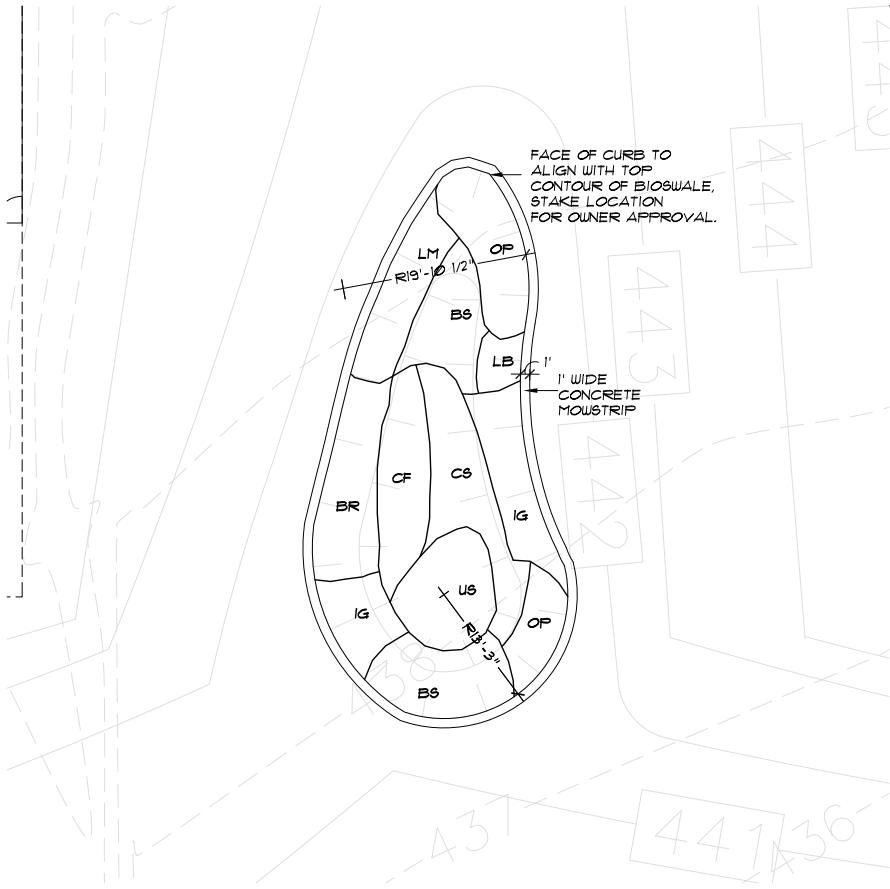 445
444
FACE OF CURB TO
ALIGN WITH TOP
CONTOUR OF BIOSWALE,
STAKE LOCATION
FOR OWNER APPROVAL.
LM
OP
R19'-10 1/2"
BS
443
LB
1'
1' WIDE
CONCRETE
MOWSTRIP
CF
CS
442
BR
IG
US
IG
OP
R13'-3"
438
BS
437
441
436